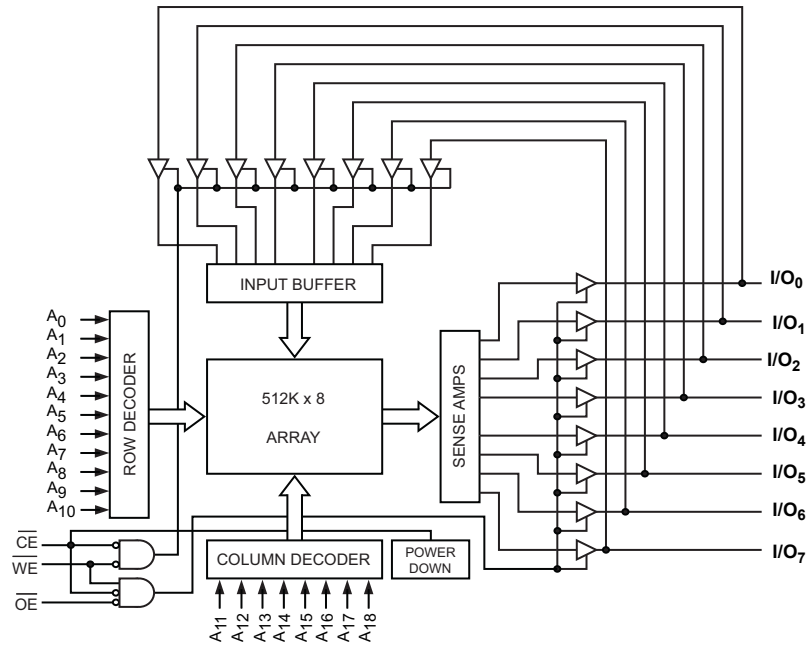 INPUT BUFFER
I/O0
I/O1
I/O2
I/O3
I/O4
I/O5
I/O6
I/O7
A0
A1
A2
A3
A4
A5
A6
A7
A8
A9
A10
ROW DECODER
512K x 8
ARRAY
SENSE AMPS
CE
WE
OE
COLUMN DECODER
POWER
DOWN
A11
A12
A13
A14
A15
A16
A17
A18